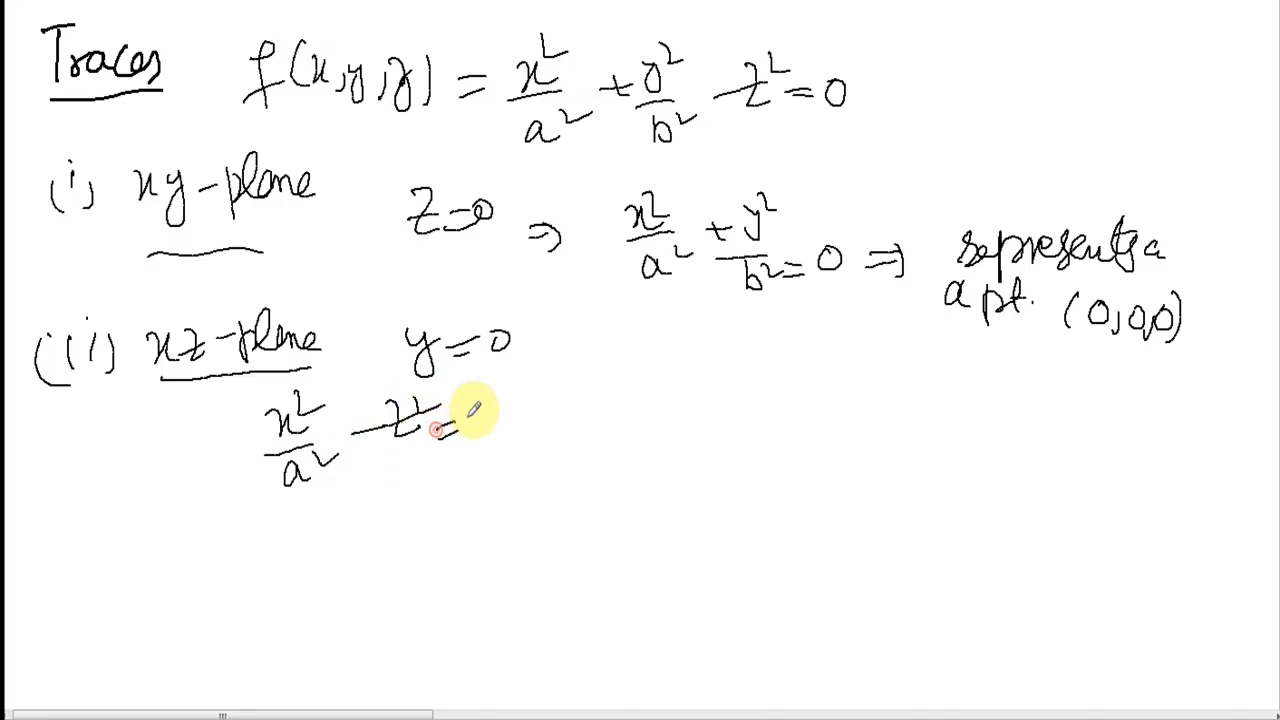 Traces f(x,y,z) = x²/a² + y²/b² - z² = 0
(i) xy-plane z=0 ⇒ x²/a² + y²/b² = 0 ⇒ represents a
a pt. (0,0,0)
(ii) xz-plane y=0
x²/a² - z² =